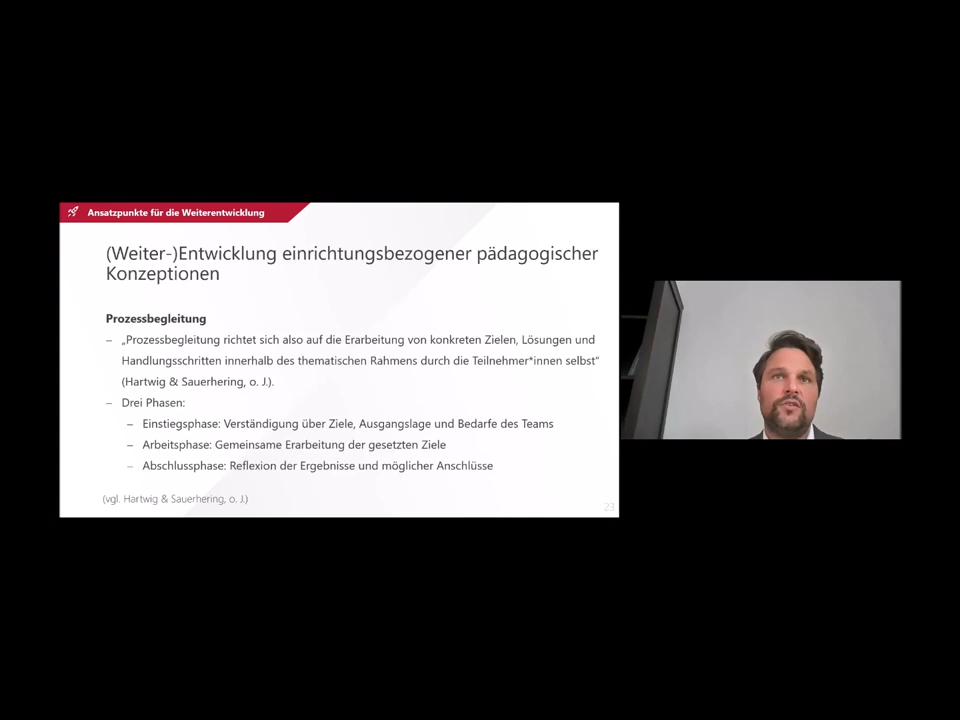 Ansatzpunkte für die Weiterentwicklung
(Weiter-)Entwicklung einrichtungsbezogener pädagogischer
Konzeptionen
Prozessbegleitung
– „Prozessbegleitung richtet sich also auf die Erarbeitung von konkreten Zielen, Lösungen und
Handlungsschritten innerhalb des thematischen Rahmens durch die Teilnehmer*innen selbst“
(Hartwig & Sauerhering, o. J.).
– Drei Phasen:
– Einstiegsphase: Verständigung über Ziele, Ausgangslage und Bedarfe des Teams
– Arbeitsphase: Gemeinsame Erarbeitung der gesetzten Ziele
– Abschlussphase: Reflexion der Ergebnisse und möglicher Anschlüsse
(vgl. Hartwig & Sauerhering, o. J.)
23